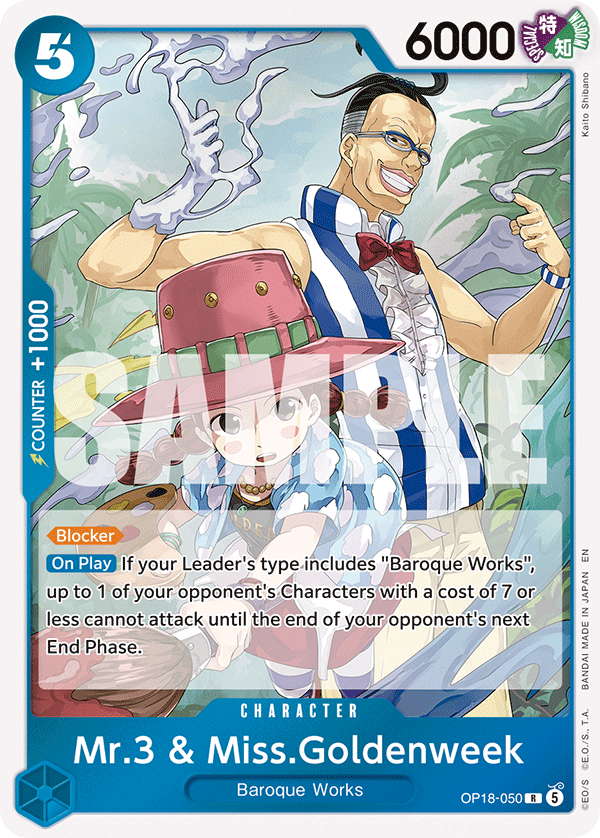 5
6000
特
SPECIAL
知
WISDOM
Kaito Shibano
COUNTER +1000
SAMPLE
Blocker
On Play If your Leader's type includes "Baroque Works",
up to 1 of your opponent's Characters with a cost of 7 or
less cannot attack until the end of your opponent's next
End Phase.
CHARACTER
Mr.3 & Miss.Goldenweek
Baroque Works
OP18-050 R 5
©E.O/S ©E.O./S., T.A. BANDAI MADE IN JAPAN EN